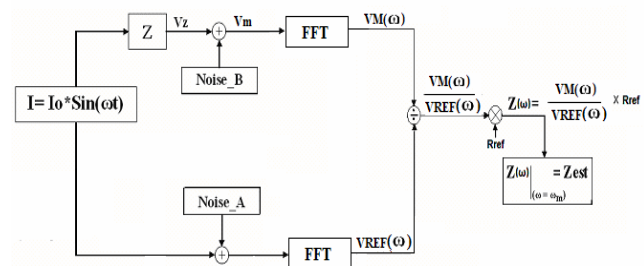 Z
Vz
Vm
FFT
VM(ω)
Noise_B
I= Io*Sin(ωt)
VM(ω)
VREF(ω)
÷
Rref
Z(ω)=
VM(ω)
VREF(ω)
X Rref
Z(ω)| = Zest
(ω = ωm)
Noise_A
FFT
VREF(ω)